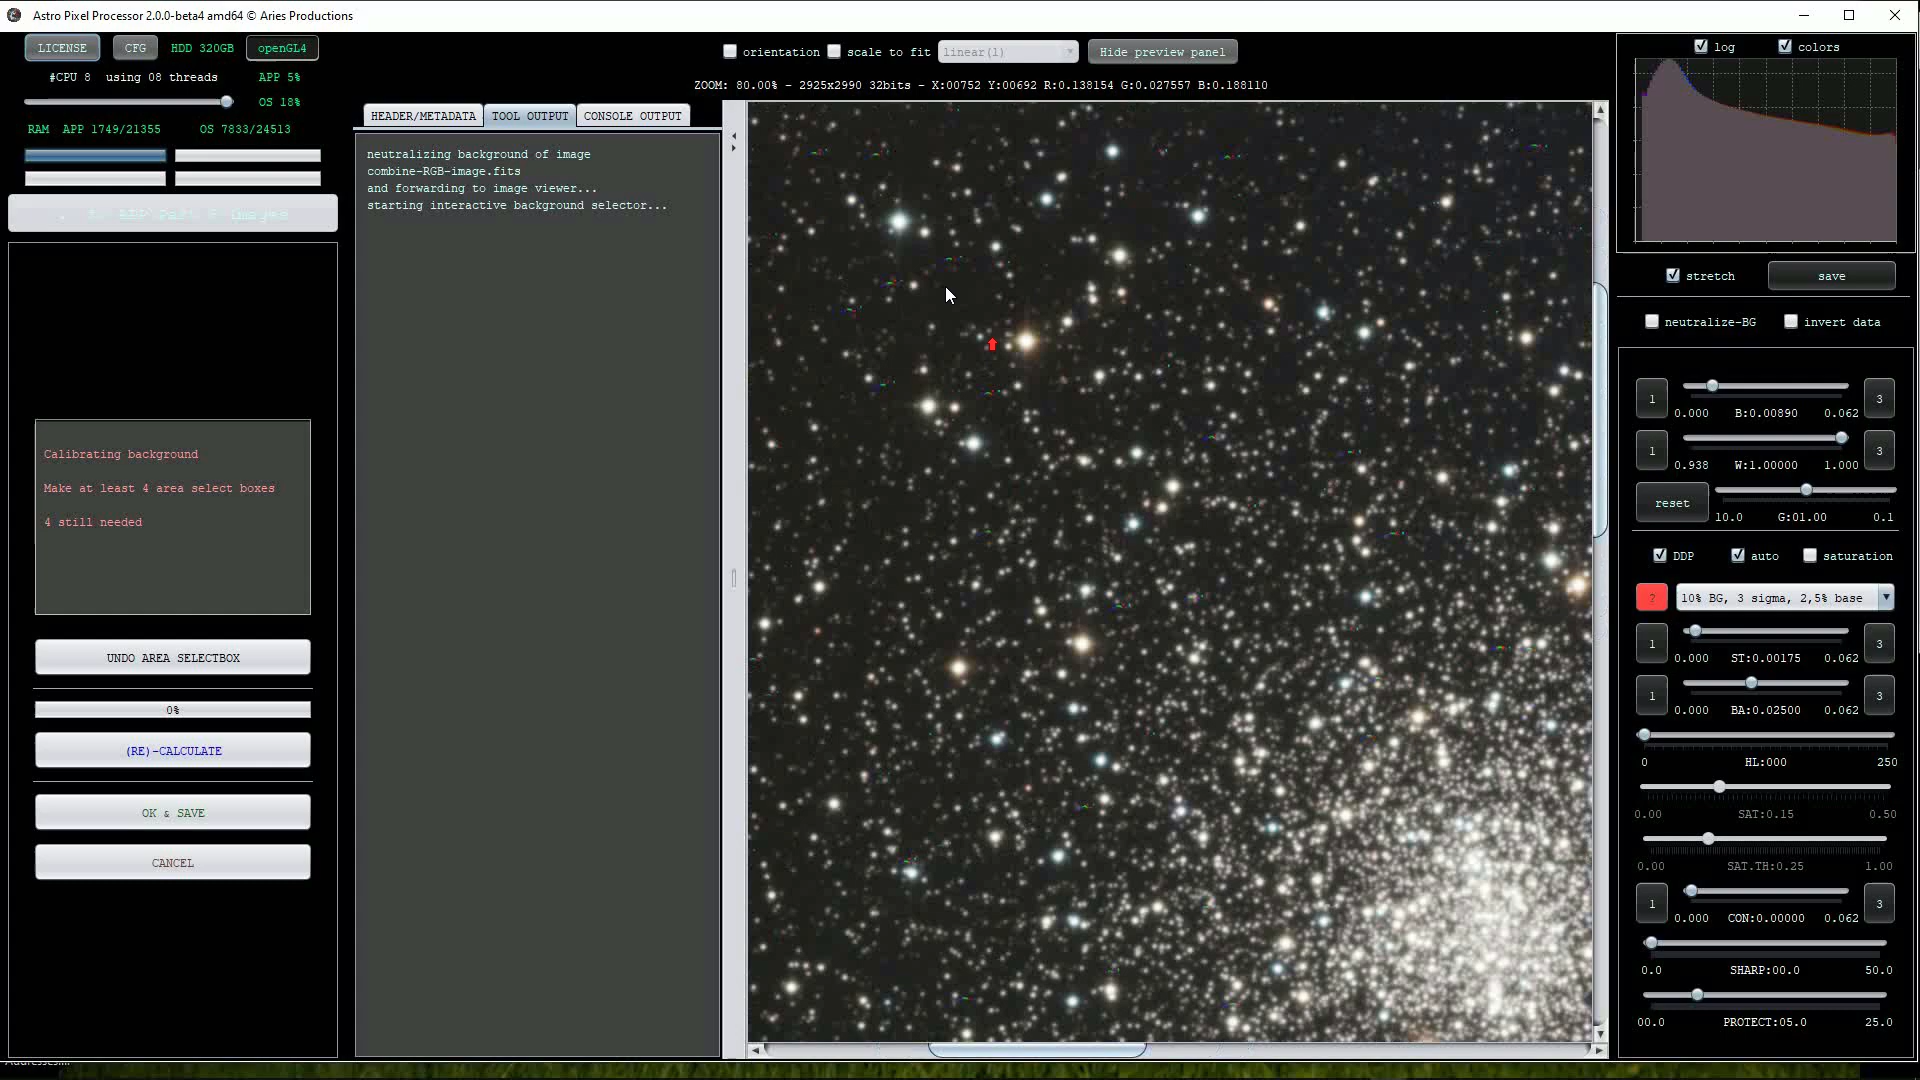 Astro Pixel Processor 2.0.0-beta4 amd64 © Aries Productions
LICENSE
CFG
HDD 320GB
openGL4
#CPU 8 using 08 threads
APP 5%
OS 18%
RAM APP 1749/21355
OS 7833/24513
Calibrating background
Make at least 4 area select boxes
4 still needed
UNDO AREA SELECTBOX
0%
(RE)-CALCULATE
OK & SAVE
CANCEL
HEADER/METADATA
TOOL OUTPUT
CONSOLE OUTPUT
neutralizing background of image
combine-RGB-image.fits
and forwarding to image viewer...
starting interactive background selector...
orientation
scale to fit
linear(1)
Hide preview panel
ZOOM: 80.00% - 2925x2990 32bits - X:00752 Y:00692 R:0.138154 G:0.027557 B:0.188110
log
colors
stretch
save
neutralize-BG
invert data
1
0.000 B:0.00890 0.062
3
1
0.938 W:1.00000 1.000
3
reset
10.0 G:01.00 0.1
DDP
auto
saturation
?
10% BG, 3 sigma, 2,5% base
1
0.000 ST:0.00175 0.062
3
1
0.000 BA:0.02500 0.062
3
0 HL:000 250
0.00 SAT:0.15 0.50
0.00 SAT.TH:0.25 1.00
1
0.000 CON:0.00000 0.062
3
0.0 SHARP:00.0 50.0
00.0 PROTECT:05.0 25.0